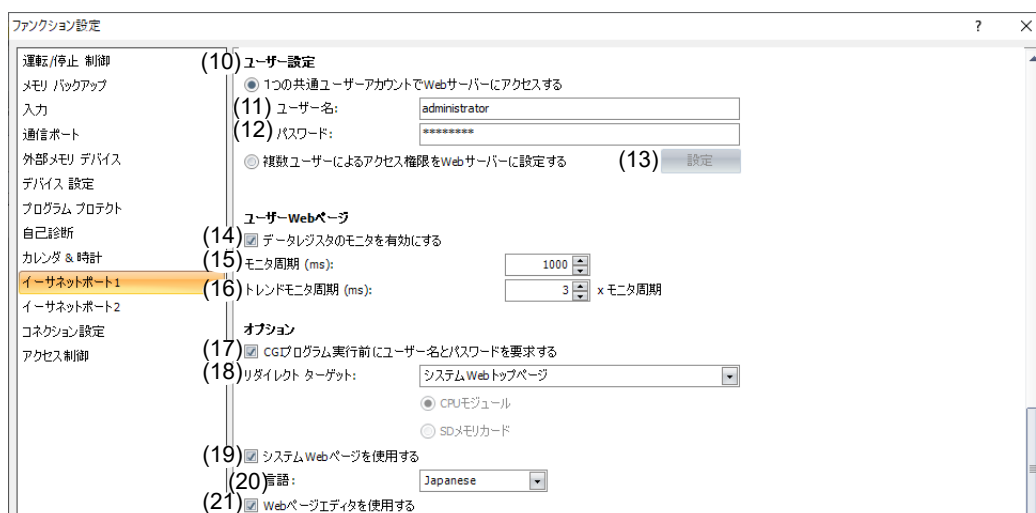 ファンクション設定 ? ×
運転/停止 制御
メモリ バックアップ
入力
通信ポート
外部メモリ デバイス
デバイス 設定
プログラム プロテクト
自己診断
カレンダ & 時計
イーサネットポート1
イーサネットポート2
コネクション設定
アクセス制御
(10) ユーザー設定
1つの共通ユーザーアカウントでWebサーバーにアクセスする
(11) ユーザー名: administrator
(12) パスワード: ********
複数ユーザーによるアクセス権限をWebサーバーに設定する (13) 設定
ユーザーWebページ
(14) データレジスタのモニタを有効にする
(15) モニタ周期 (ms): 1000
(16) トレンドモニタ周期 (ms): 3 x モニタ周期
オプション
(17) CGIプログラム実行前にユーザー名とパスワードを要求する
(18) リダイレクト ターゲット: システムWebトップページ
CPUモジュール
SDメモリカード
(19) システムWebページを使用する
(20) 言語: Japanese
(21) Webページエディタを使用する